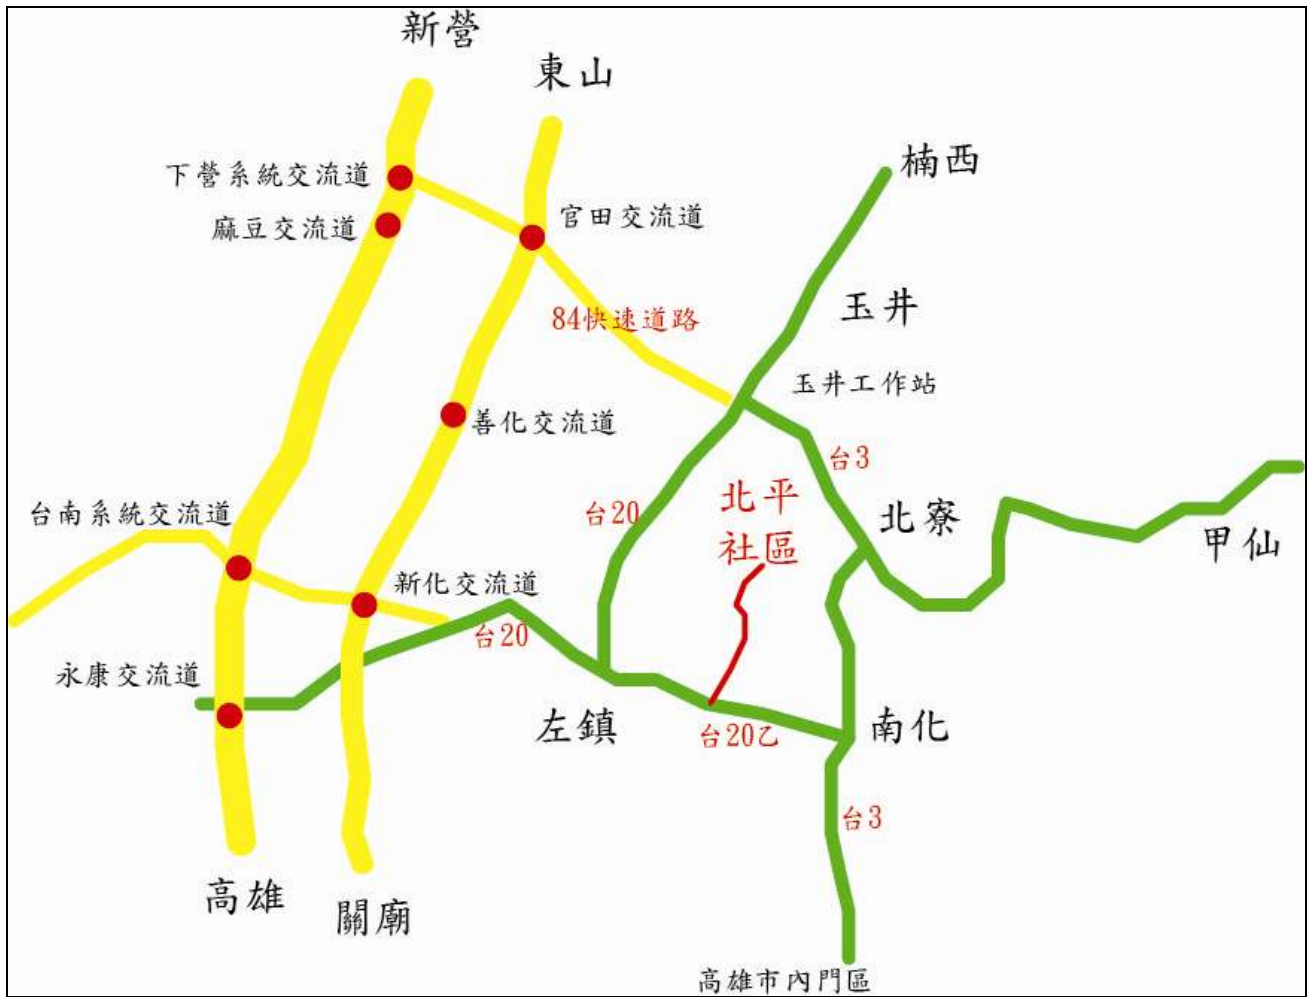 新營
東山
楠西
下營系統交流道
官田交流道
麻豆交流道
玉井
84快速道路
玉井工作站
善化交流道
台3
北平
社區
台20
台南系統交流道
北寮
甲仙
新化交流道
台20
永康交流道
左鎮
台20乙
南化
台3
高雄
關廟
高雄市內門區